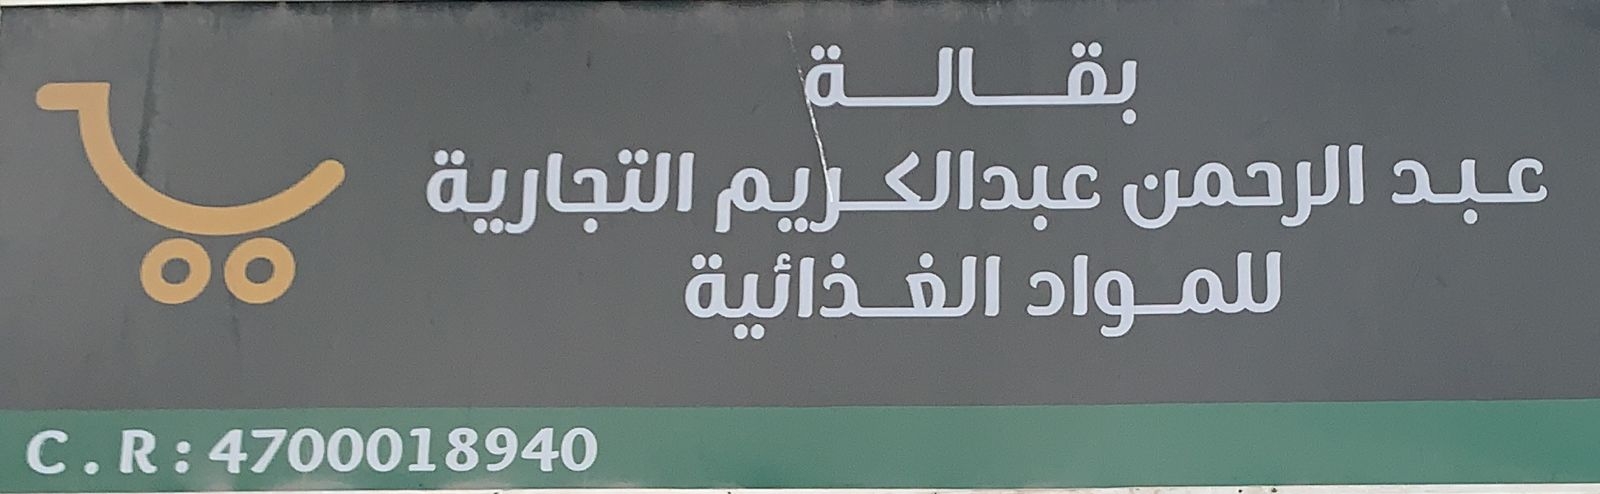 بقالة
عبد الرحمن عبدالكريم التجارية
للمواد الغذائية
C . R : 4700018940